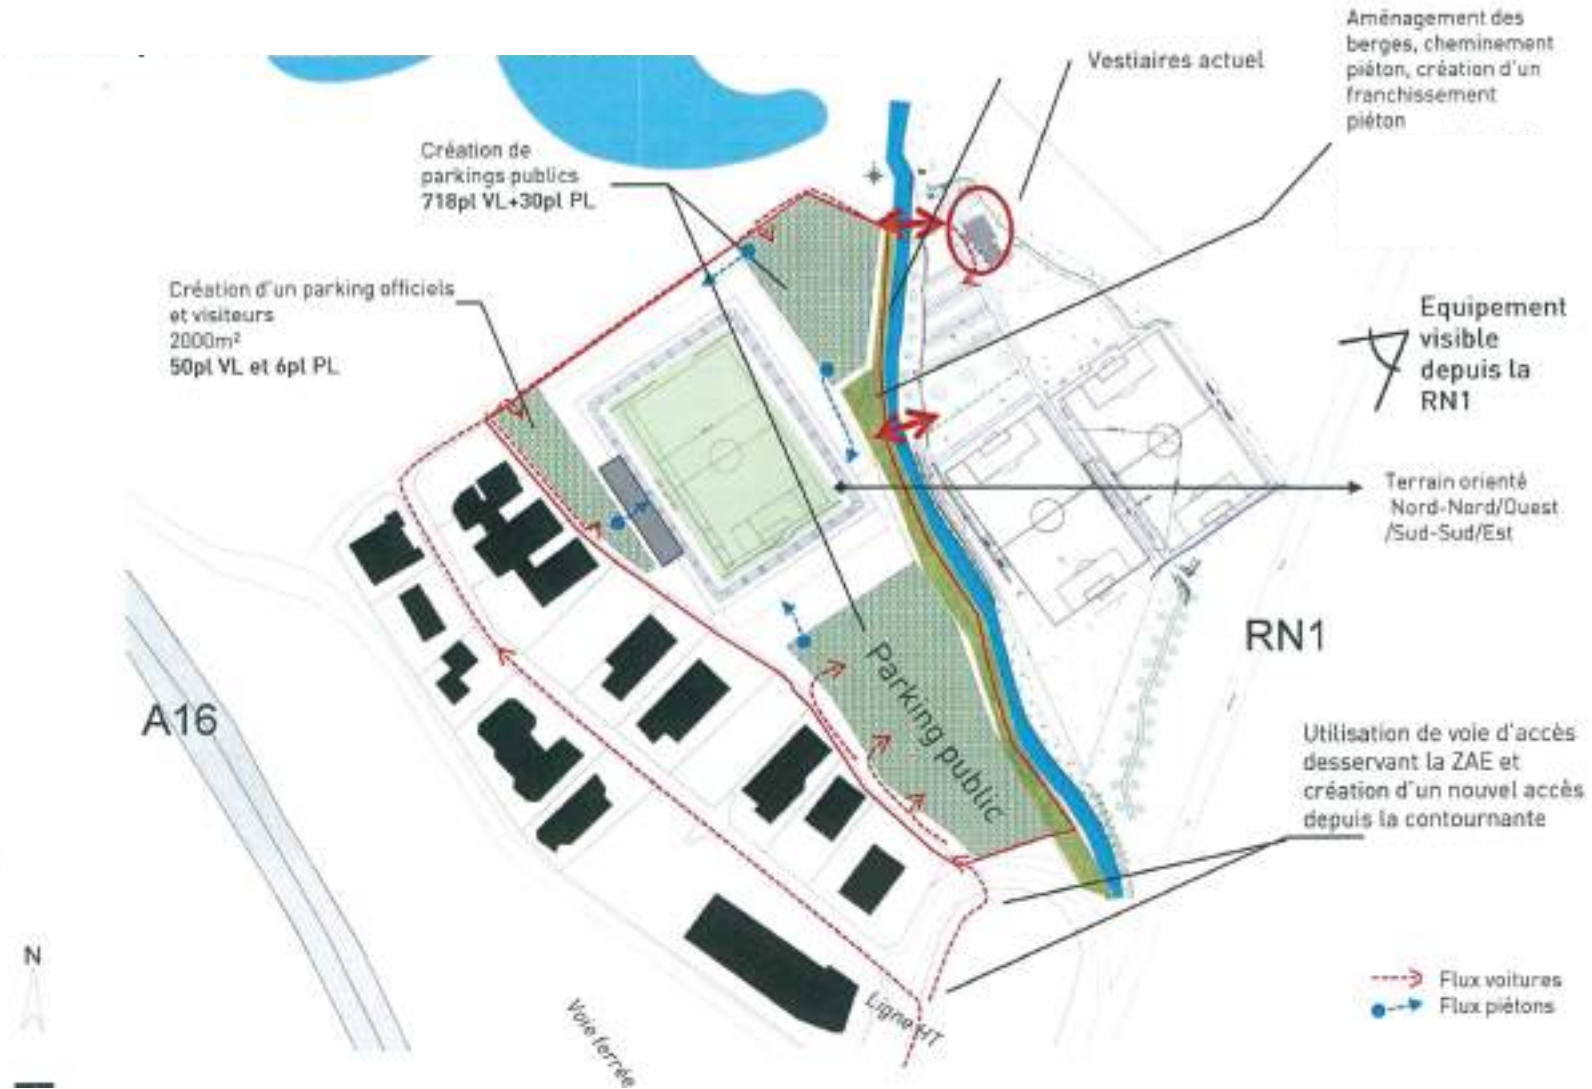 Aménagement des
berges, cheminement
piéton, création d'un
franchissement
piéton
Vestiaires actuel
Création de
parkings publics
718pl VL+30pl PL
Création d'un parking officiels
et visiteurs
2000m²
50pl VL et 6pl PL
Equipement
visible
depuis la
RN1
Terrain orienté
Nord-Nord/Ouest
/Sud-Sud/Est
RN1
A16
Parking public
Utilisation de voie d'accès
desservant la ZAE et
création d'un nouvel accès
depuis la contournante
N
Flux voitures
Flux piétons
Ligne HT
Voie ferrée